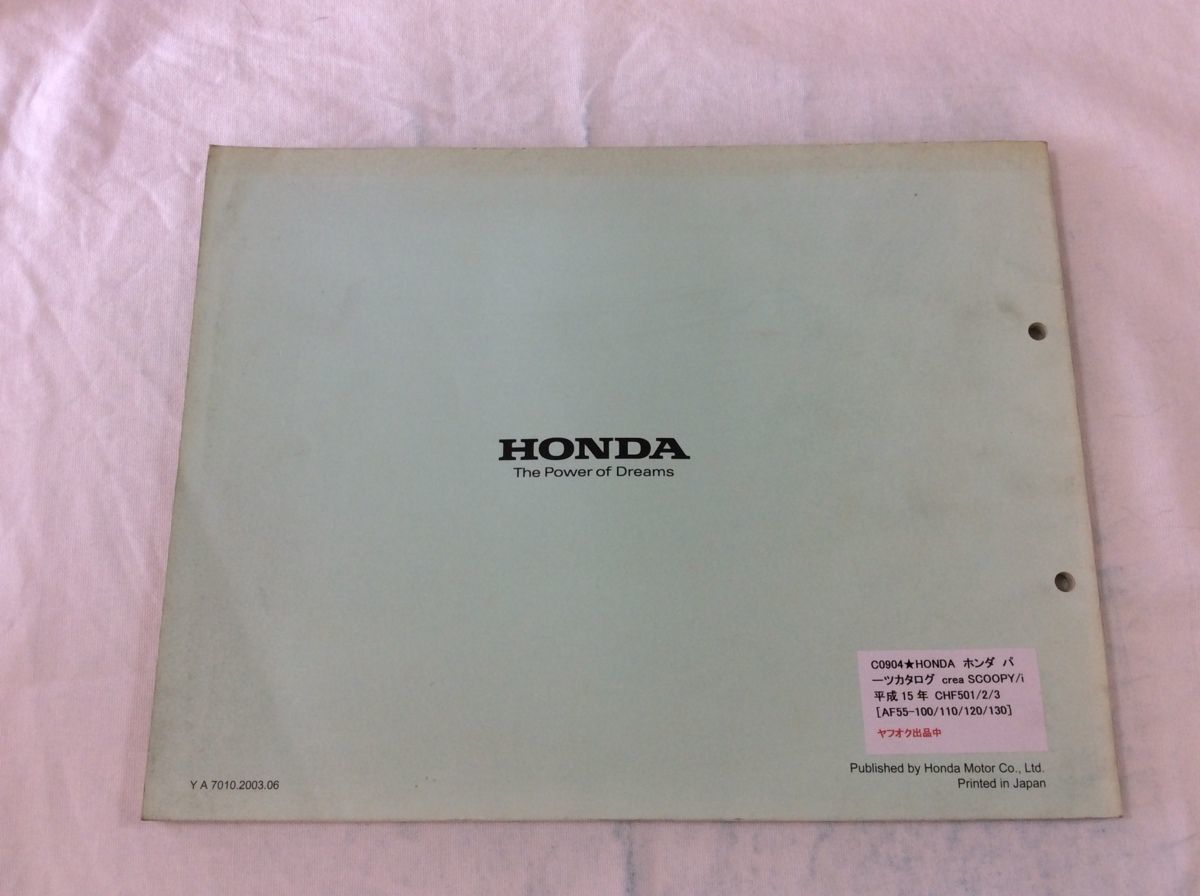 HONDA
The Power of Dreams
C0904★HONDA ホンダ パ
ーツカタログ crea SCOOPY/i
平成 15 年 CHF501/2/3
[AF55-100/110/120/130]
ヤフオク出品中
Published by Honda Motor Co., Ltd.
Printed in Japan
Y A 7010.2003.06